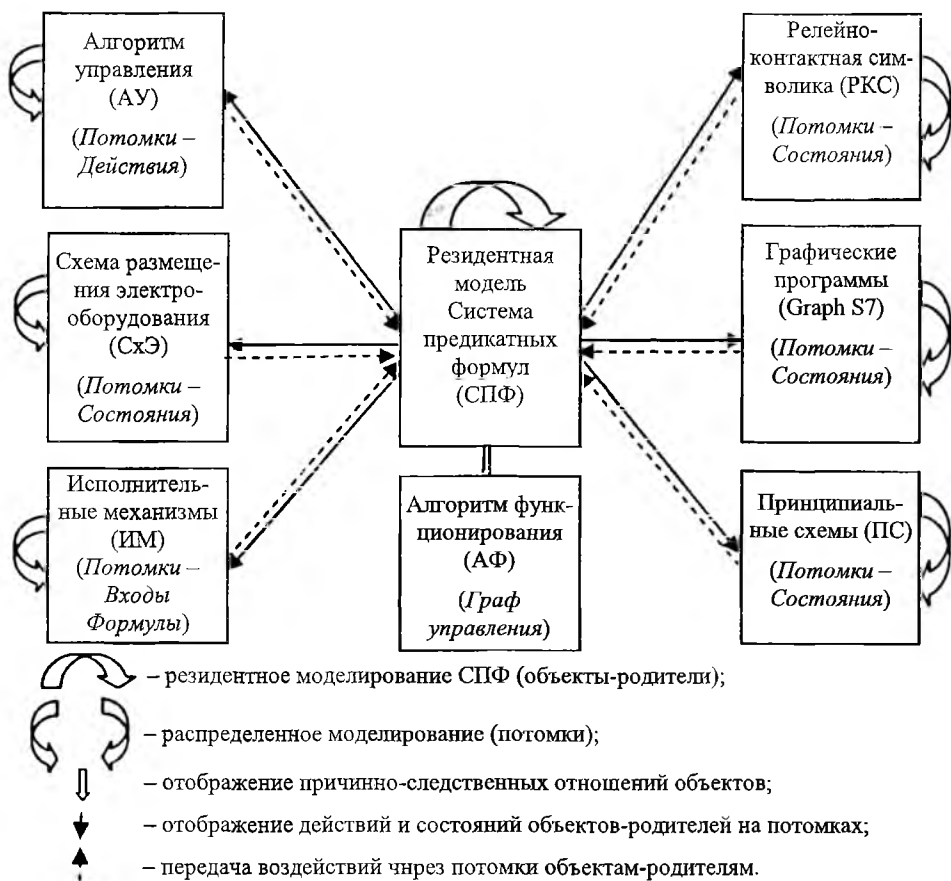 Алгоритм
управления
(АУ)
(Потомки –
Действия)
Релейно-
контактная сим-
волика (РКС)
(Потомки –
Состояния)
Схема размеще-
ния электро-
оборудования
(СхЭ)
(Потомки –
Состояния)
Резидентная
модель
Система
предикатных
формул
(СПФ)
Графические
программы
(Graph S7)
(Потомки –
Состояния)
Исполнитель-
ные механизмы
(ИМ)
(Потомки –
Входы
Формулы)
Алгоритм функ-
ционирования
(АФ)
(Граф
управления)
Принципиаль-
ные схемы (ПС)
(Потомки –
Состояния)
– резидентное моделирование СПФ (объекты-родители);
– распределенное моделирование (потомки);
– отображение причинно-следственных отношений объектов;
– отображение действий и состояний объектов-родителей на потомках;
– передача воздействий чнрез потомки объектам-родителям.